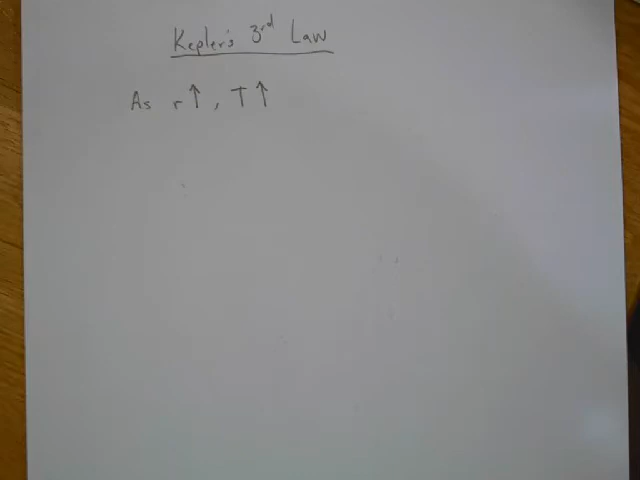 Kepler's 3rd Law
As r↑, T↑